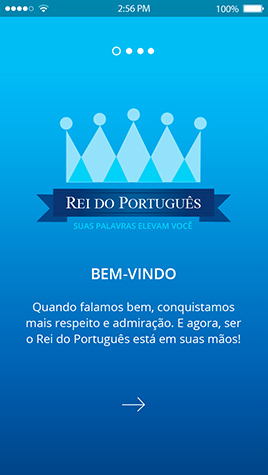 2:56 PM 100%
REI DO PORTUGUÊS
SUAS PALAVRAS ELEVAM VOCÊ
BEM-VINDO
Quando falamos bem, conquistamos
mais respeito e admiração. E agora, ser
o Rei do Português está em suas mãos!